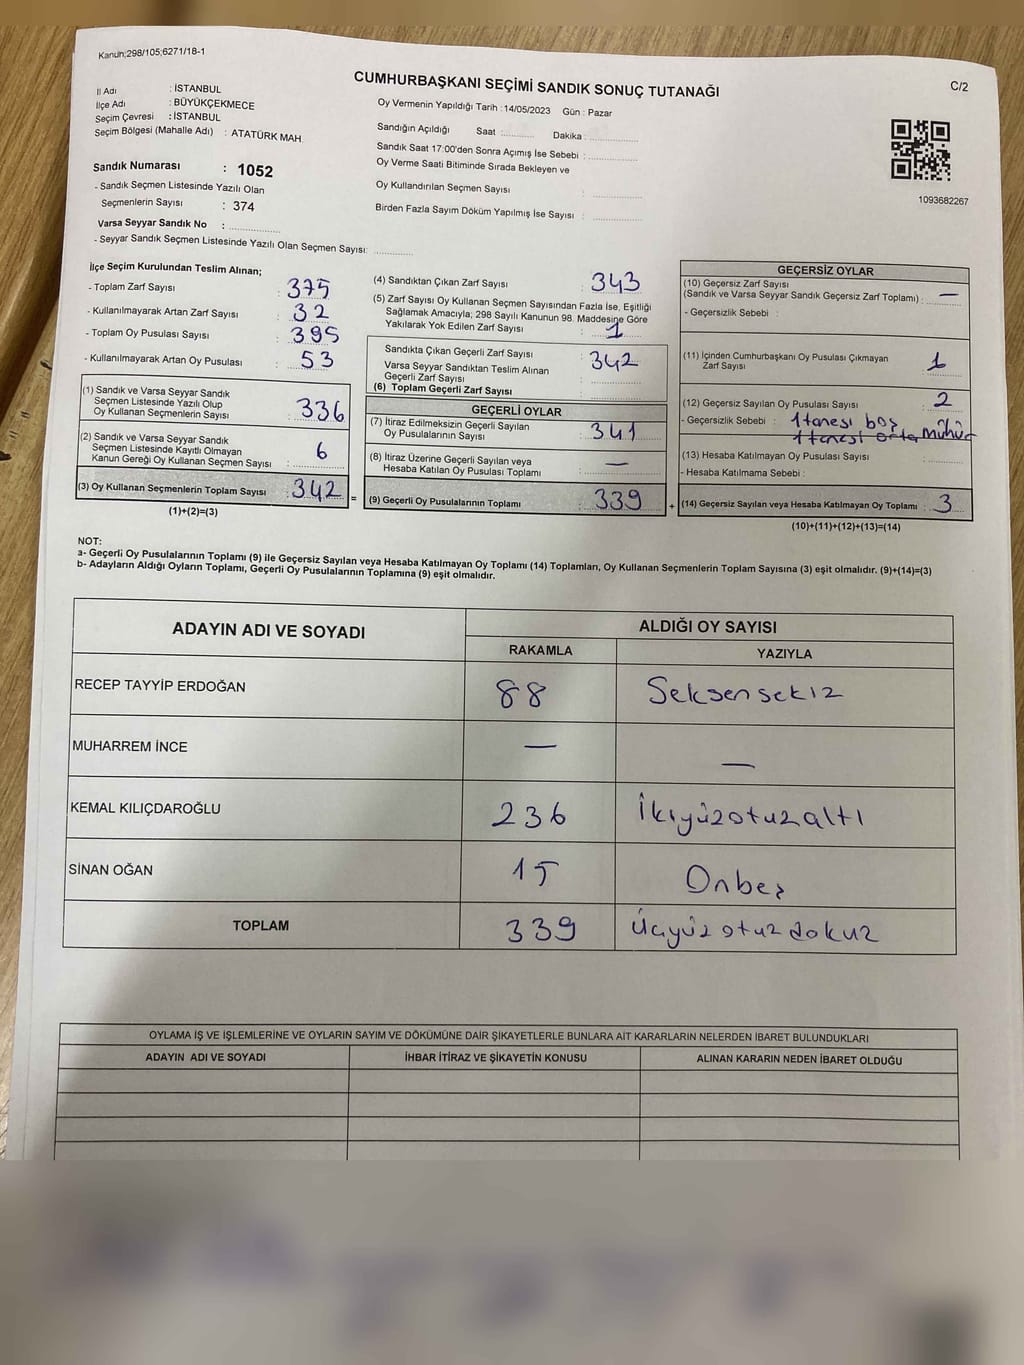 Kanun;298/105;6271/18-1
CUMHURBAŞKANI SEÇİMİ SANDIK SONUÇ TUTANAĞI
C/2
İl Adı : İSTANBUL
İlçe Adı : BÜYÜKÇEKMECE
Seçim Çevresi : İSTANBUL
Seçim Bölgesi (Mahalle Adı) : ATATÜRK MAH.
Sandık Numarası : 1052
- Sandık Seçmen Listesinde Yazılı Olan
Seçmenlerin Sayısı : 374
Varsa Seyyar Sandık No :
- Seyyar Sandık Seçmen Listesinde Yazılı Olan Seçmen Sayısı:
Oy Vermenin Yapıldığı Tarih : 14/05/2023 Gün : Pazar
Sandığın Açıldığı Saat Dakika :
Sandık Saat 17:00'den Sonra Açımış İse Sebebi :
Oy Verme Saati Bitiminde Sırada Bekleyen ve
Oy Kullandırılan Seçmen Sayısı :
Birden Fazla Sayım Döküm Yapılmış İse Sayısı :
1093682267
İlçe Seçim Kurulundan Teslim Alınan;
- Toplam Zarf Sayısı : 375
- Kullanılmayarak Artan Zarf Sayısı : 32
- Toplam Oy Pusulası Sayısı : 395
- Kullanılmayarak Artan Oy Pusulası : 53
(1) Sandık ve Varsa Seyyar Sandık
Seçmen Listesinde Yazılı Olup
Oy Kullanan Seçmenlerin Sayısı : 336
(2) Sandık ve Varsa Seyyar Sandık
Seçmen Listesinde Kayıtlı Olmayan
Kanun Gereği Oy Kullanan Seçmen Sayısı : 6
(3) Oy Kullanan Seçmenlerin Toplam Sayısı : 342 =
(1)+(2)=(3)
(4) Sandıktan Çıkan Zarf Sayısı : 343
(5) Zarf Sayısı Oy Kullanan Seçmen Sayısından Fazla İse, Eşitliği
Sağlamak Amacıyla; 298 Sayılı Kanunun 98. Maddesine Göre
Yakılarak Yok Edilen Zarf Sayısı : 1
Sandıkta Çıkan Geçerli Zarf Sayısı : 342
Varsa Seyyar Sandıktan Teslim Alınan
Geçerli Zarf Sayısı :
(6) Toplam Geçerli Zarf Sayısı
GEÇERLİ OYLAR
(7) İtiraz Edilmeksizin Geçerli Sayılan
Oy Pusulalarının Sayısı : 341
(8) İtiraz Üzerine Geçerli Sayılan veya
Hesaba Katılan Oy Pusulası Toplamı : —
(9) Geçerli Oy Pusulalarının Toplamı : 339 +
GEÇERSİZ OYLAR
(10) Geçersiz Zarf Sayısı
(Sandık ve Varsa Seyyar Sandık Geçersiz Zarf Toplamı) : —
- Geçersizlik Sebebi :
(11) İçinden Cumhurbaşkanı Oy Pusulası Çıkmayan
Zarf Sayısı : 1
(12) Geçersiz Sayılan Oy Pusulası Sayısı : 2
- Geçersizlik Sebebi : 1 tanesi boş
1 tanesi orta mühür
(13) Hesaba Katılmayan Oy Pusulası Sayısı :
- Hesaba Katılmama Sebebi :
(14) Geçersiz Sayılan veya Hesaba Katılmayan Oy Toplamı : 3
(10)+(11)+(12)+(13)=(14)
NOT:
a- Geçerli Oy Pusulalarının Toplamı (9) ile Geçersiz Sayılan veya Hesaba Katılmayan Oy Toplamı (14) Toplamları, Oy Kullanan Seçmenlerin Toplam Sayısına (3) eşit olmalıdır. (9)+(14)=(3)
b- Adayların Aldığı Oyların Toplamı, Geçerli Oy Pusulalarının Toplamına (9) eşit olmalıdır.
ADAYIN ADI VE SOYADI
ALDIĞI OY SAYISI
RAKAMLA YAZIYLA
RECEP TAYYİP ERDOĞAN 88 Seksensekiz
MUHARREM İNCE — —
KEMAL KILIÇDAROĞLU 236 İkiyüzotuzaltı
SİNAN OĞAN 15 Onbeş
TOPLAM 339 Üçyüzotuzdokuz
OYLAMA İŞ VE İŞLEMLERİNE VE OYLARIN SAYIM VE DÖKÜMÜNE DAİR ŞİKAYETLERLE BUNLARA AİT KARARLARIN NELERDEN İBARET BULUNDUKLARI
ADAYIN ADI VE SOYADI İHBAR İTİRAZ VE ŞİKAYETİN KONUSU ALINAN KARARIN NEDEN İBARET OLDUĞU